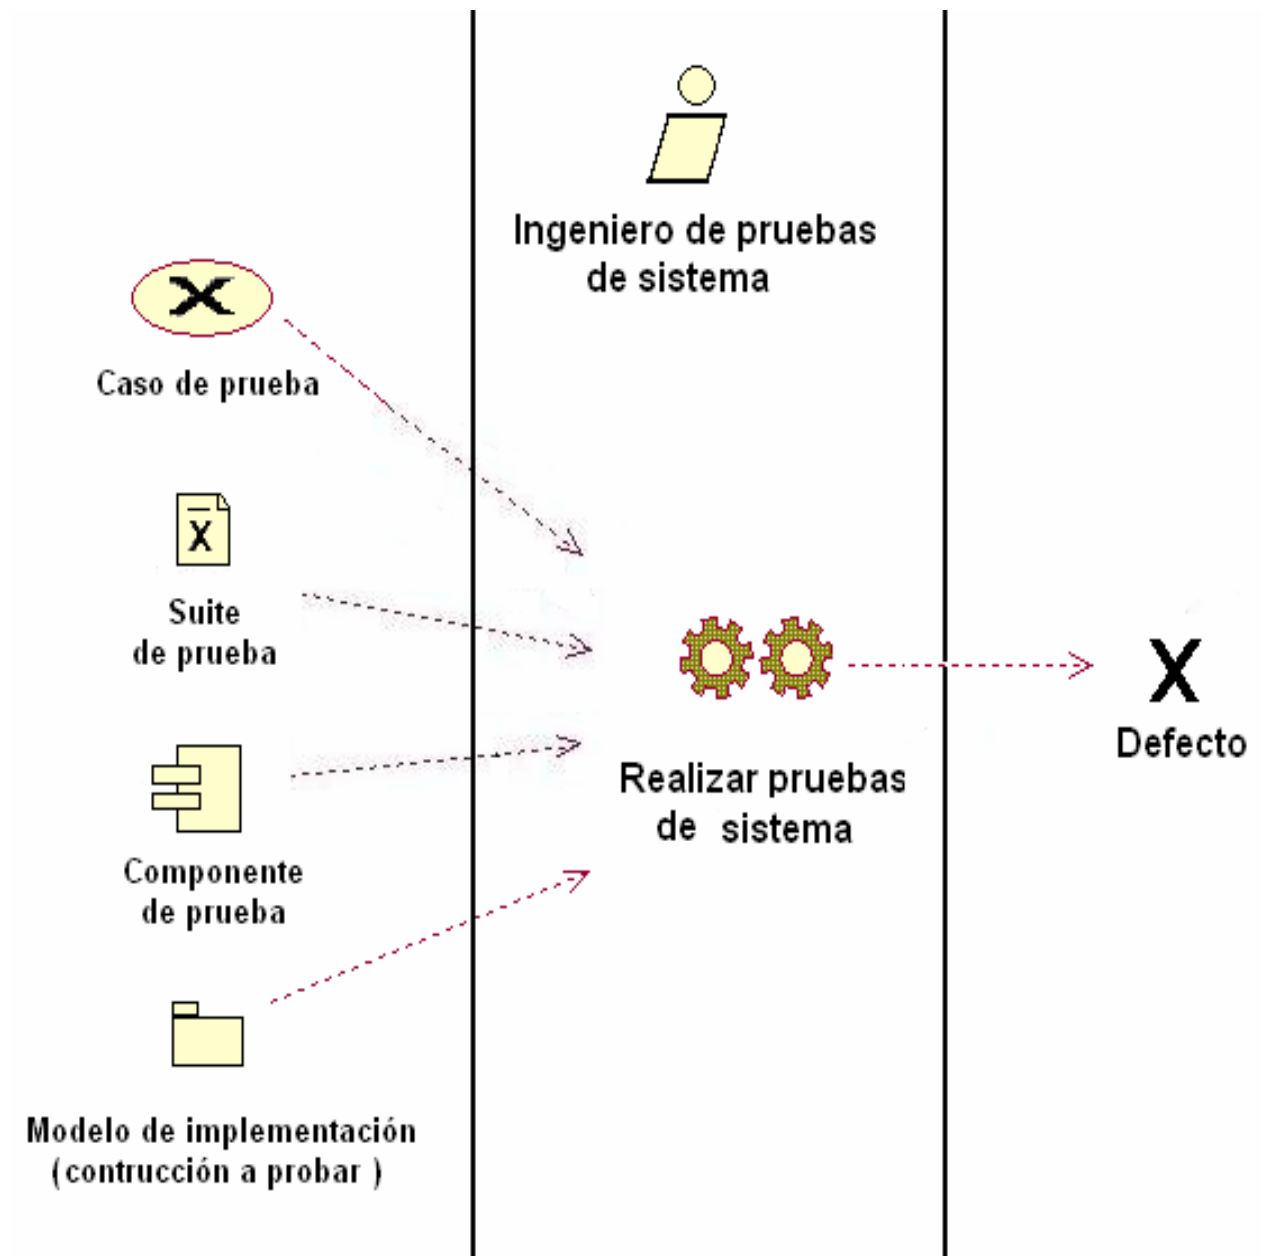 Ingeniero de pruebas
de sistema
Caso de prueba
Suite
de prueba
Componente
de prueba
Modelo de implementación
(contrucción a probar )
Realizar pruebas
de sistema
Defecto